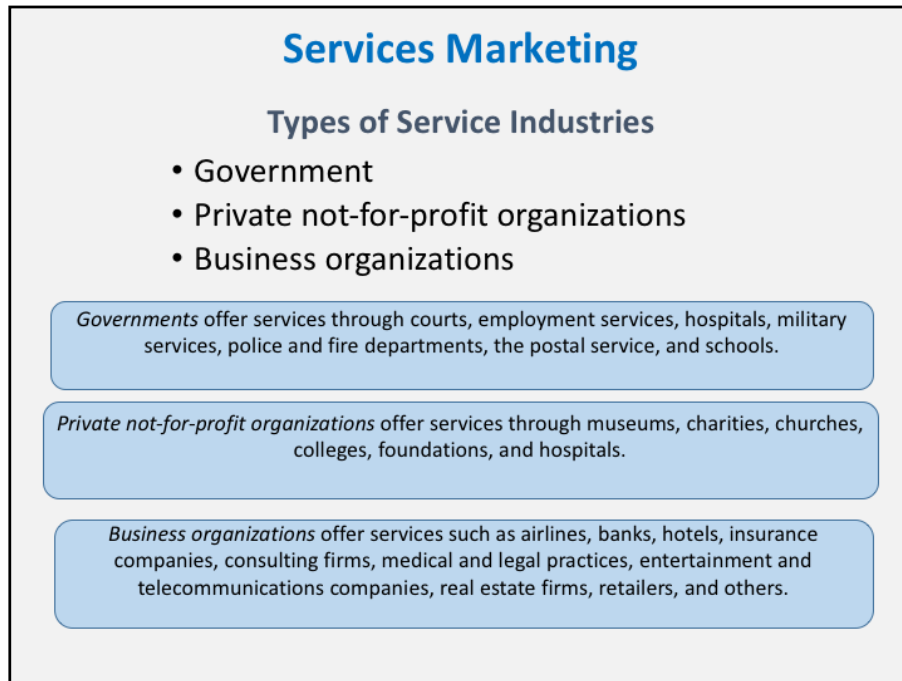 Services Marketing
Types of Service Industries
• Government
• Private not-for-profit organizations
• Business organizations
Governments offer services through courts, employment services, hospitals, military
services, police and fire departments, the postal service, and schools.
Private not-for-profit organizations offer services through museums, charities, churches,
colleges, foundations, and hospitals.
Business organizations offer services such as airlines, banks, hotels, insurance
companies, consulting firms, medical and legal practices, entertainment and
telecommunications companies, real estate firms, retailers, and others.